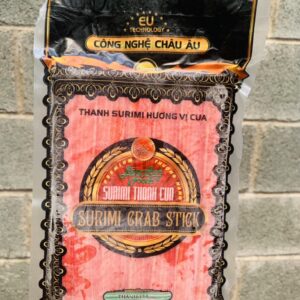 EU
TECHNOLOGY
CÔNG NGHỆ CHÂU ÂU
THANH SURIMI HƯƠNG VỊ CUA
SURIMI THANH CUA
SURIMI CRAB STICK